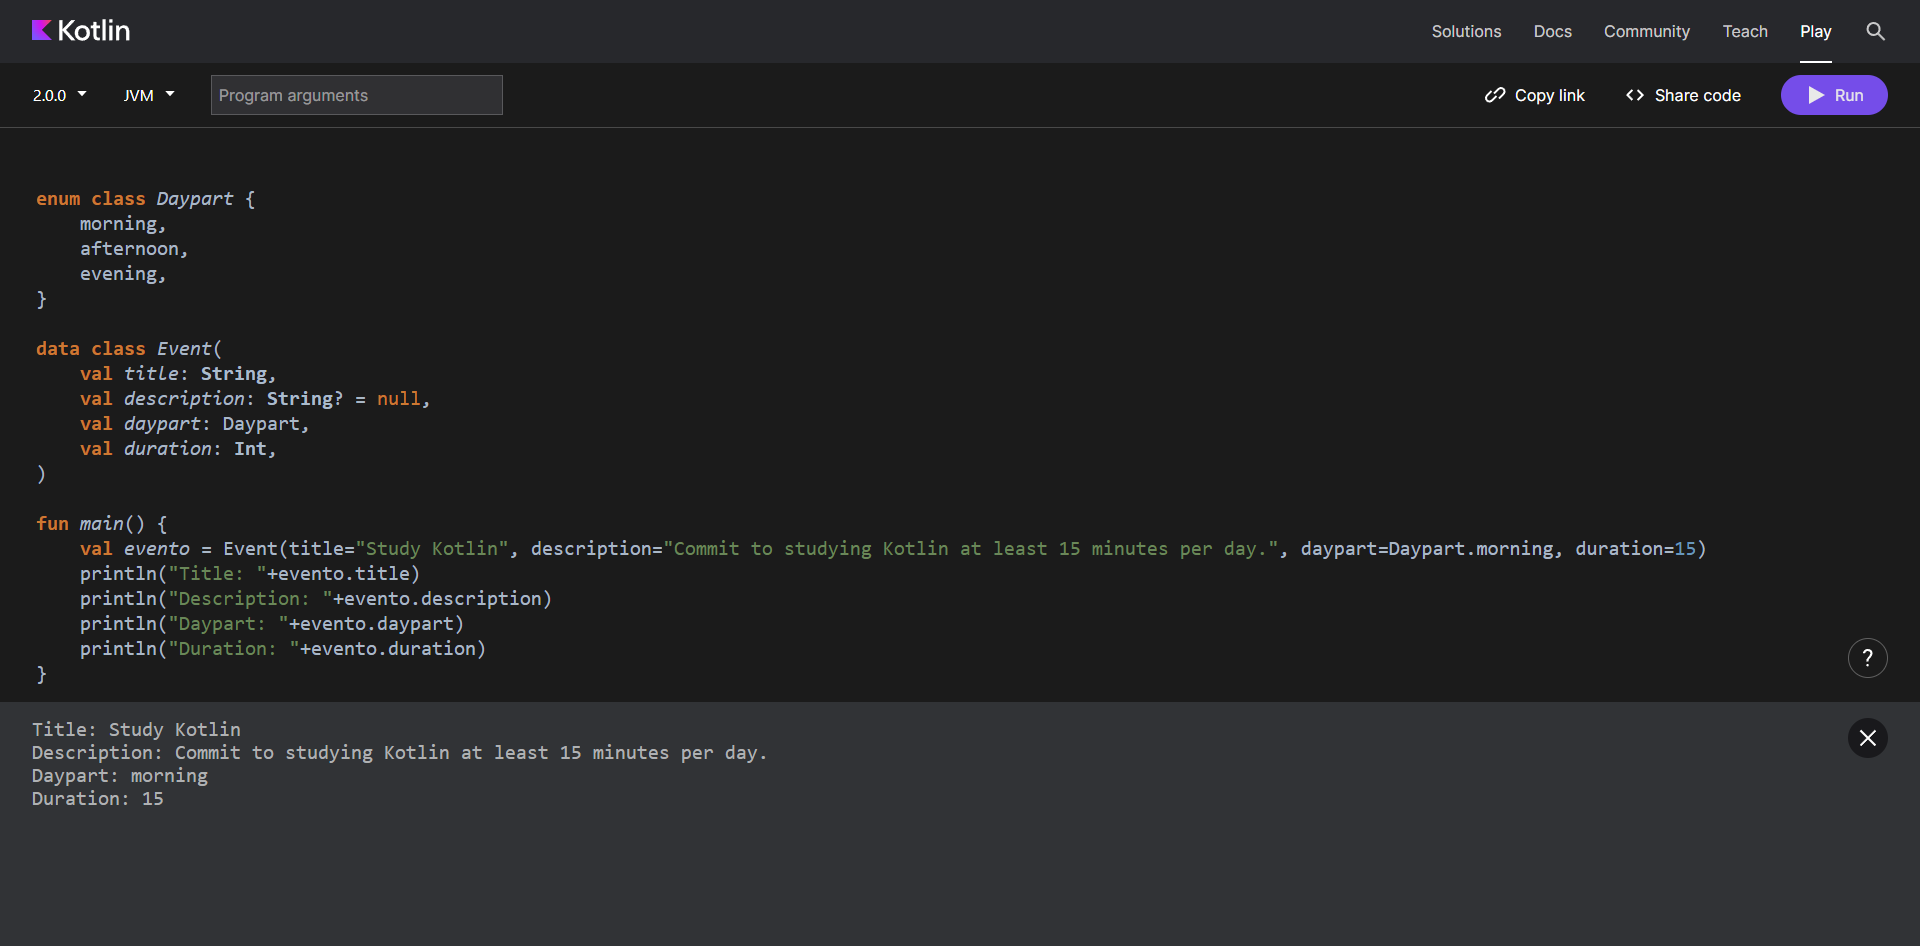 Kotlin
Solutions Docs Community Teach Play
2.0.0 JVM Program arguments Copy link Share code Run
enum class Daypart {
    morning,
    afternoon,
    evening,
}
data class Event(
    val title: String,
    val description: String? = null,
    val daypart: Daypart,
    val duration: Int,
)
fun main() {
    val evento = Event(title="Study Kotlin", description="Commit to studying Kotlin at least 15 minutes per day.", daypart=Daypart.morning, duration=15)
    println("Title: "+evento.title)
    println("Description: "+evento.description)
    println("Daypart: "+evento.daypart)
    println("Duration: "+evento.duration)
}
?
Title: Study Kotlin
Description: Commit to studying Kotlin at least 15 minutes per day.
Daypart: morning
Duration: 15